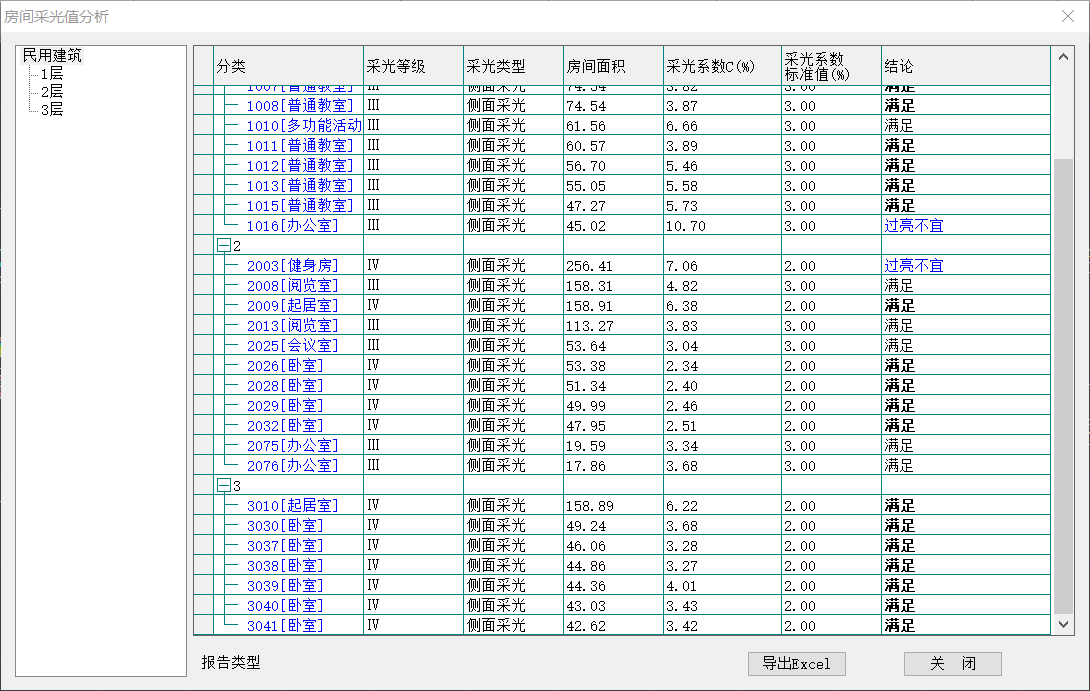 房间采光值分析
民用建筑
1层
2层
3层
分类 采光等级 采光类型 房间面积 采光系数C(%) 采光系数标准值(%) 结论
1007[普通教室] III 侧面采光 74.54 3.82 3.00 满足
1008[普通教室] III 侧面采光 74.54 3.87 3.00 满足
1010[多功能活动 III 侧面采光 61.56 6.66 3.00 满足
1011[普通教室] III 侧面采光 60.57 3.89 3.00 满足
1012[普通教室] III 侧面采光 56.70 5.46 3.00 满足
1013[普通教室] III 侧面采光 55.05 5.58 3.00 满足
1015[普通教室] III 侧面采光 47.27 5.73 3.00 满足
1016[办公室] III 侧面采光 45.02 10.70 3.00 过亮不宜
2
2003[健身房] IV 侧面采光 256.41 7.06 2.00 过亮不宜
2008[阅览室] III 侧面采光 158.31 4.82 3.00 满足
2009[起居室] IV 侧面采光 158.91 6.38 2.00 满足
2013[阅览室] III 侧面采光 113.27 3.83 3.00 满足
2025[会议室] III 侧面采光 53.64 3.04 3.00 满足
2026[卧室] IV 侧面采光 53.38 2.34 2.00 满足
2028[卧室] IV 侧面采光 51.34 2.40 2.00 满足
2029[卧室] IV 侧面采光 49.99 2.46 2.00 满足
2032[卧室] IV 侧面采光 47.95 2.51 2.00 满足
2075[办公室] III 侧面采光 19.59 3.34 3.00 满足
2076[办公室] III 侧面采光 17.86 3.68 3.00 满足
3
3010[起居室] IV 侧面采光 158.89 6.22 2.00 满足
3030[卧室] IV 侧面采光 49.24 3.68 2.00 满足
3037[卧室] IV 侧面采光 46.06 3.28 2.00 满足
3038[卧室] IV 侧面采光 44.86 3.27 2.00 满足
3039[卧室] IV 侧面采光 44.36 4.01 2.00 满足
3040[卧室] IV 侧面采光 43.03 3.43 2.00 满足
3041[卧室] IV 侧面采光 42.62 3.42 2.00 满足
报告类型 导出Excel 关 闭